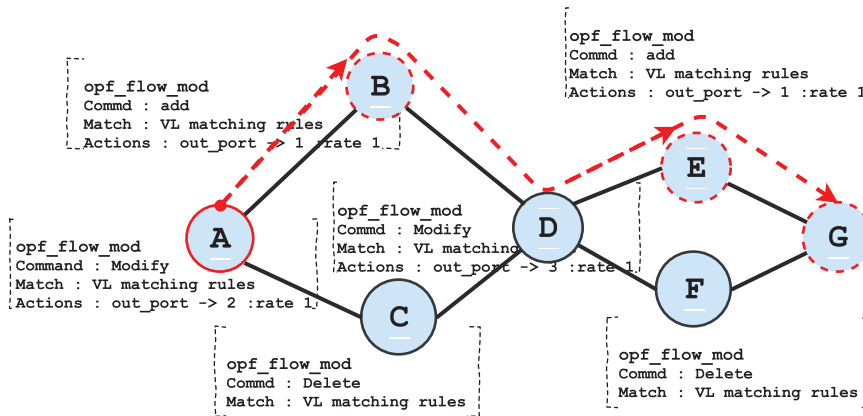 opf_flow_mod
Commd : add
Match : VL matching rules
Actions : out_port -> 1 :rate 1
opf_flow_mod
Commd : add
Match : VL matching rules
Actions : out_port -> 1 :rate 1
B
E
A
D
G
opf_flow_mod
Command : Modify
Match : VL matching rules
Actions : out_port -> 2 :rate 1
opf_flow_mod
Commd : Modify
Match : VL matching
Actions : out_port -> 3 :rate 1
C
F
opf_flow_mod
Commd : Delete
Match : VL matching rules
opf_flow_mod
Commd : Delete
Match : VL matching rules